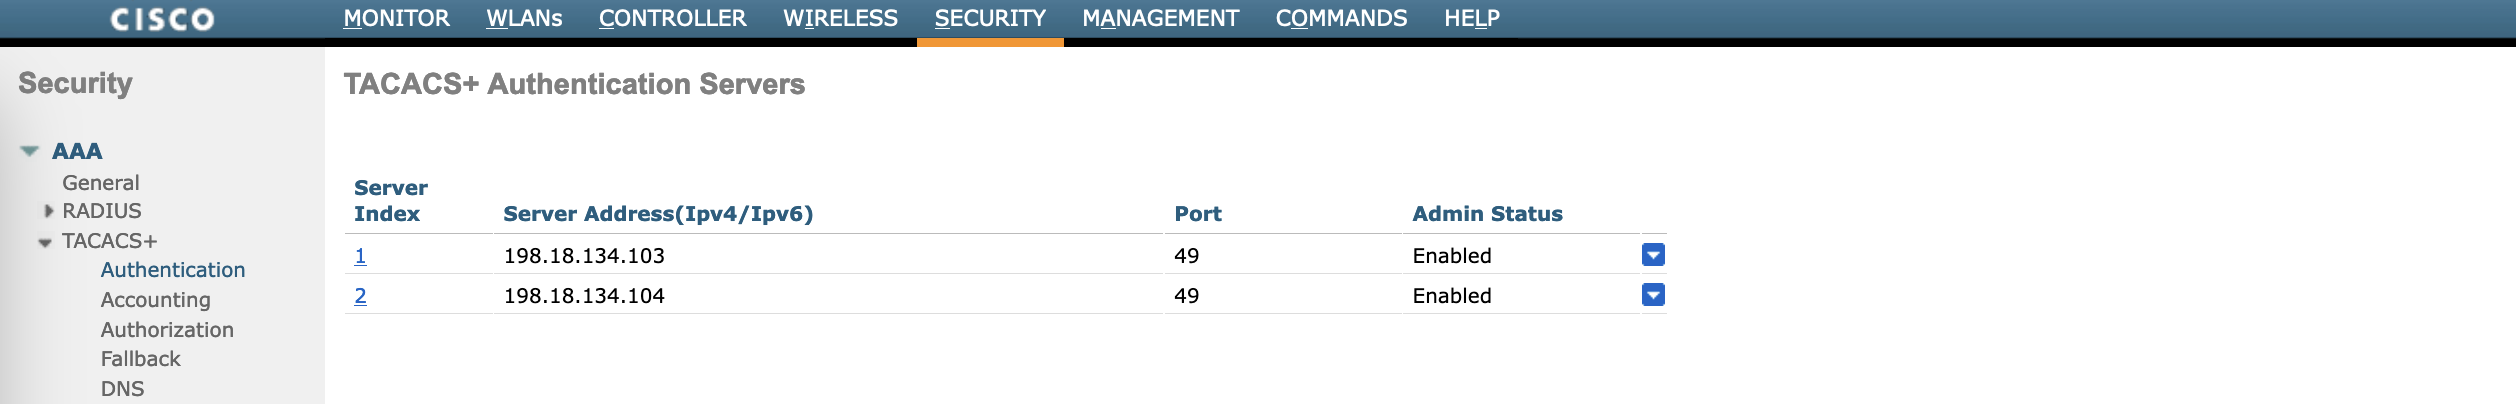 CISCO
MONITOR WLANs CONTROLLER WIRELESS SECURITY MANAGEMENT COMMANDS HELP
Security
AAA
General
RADIUS
TACACS+
Authentication
Accounting
Authorization
Fallback
DNS
TACACS+ Authentication Servers
Server
Index Server Address(Ipv4/Ipv6) Port Admin Status
1 198.18.134.103 49 Enabled
2 198.18.134.104 49 Enabled